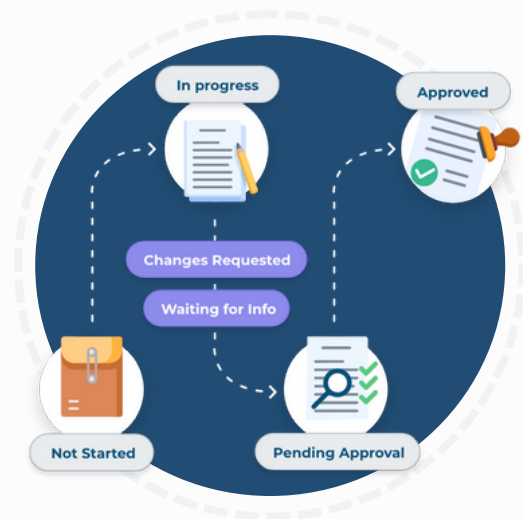 In progress
Approved
Changes Requested
Waiting for Info
Not Started
Pending Approval